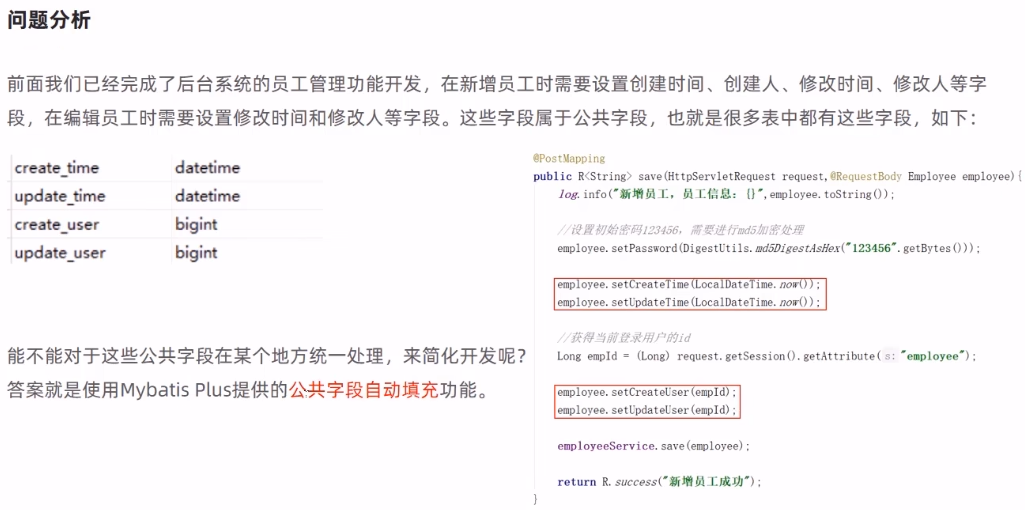 问题分析
前面我们已经完成了后台系统的员工管理功能开发，在新增员工时需要设置创建时间、创建人、修改时间、修改人等字
段，在编辑员工时需要设置修改时间和修改人等字段。这些字段属于公共字段，也就是很多表中都有这些字段，如下：
create_time datetime
update_time datetime
create_user bigint
update_user bigint
能不能对于这些公共字段在某个地方统一处理，来简化开发呢？
答案就是使用Mybatis Plus提供的公共字段自动填充功能。
@PostMapping
public R<String> save(HttpServletRequest request,@RequestBody Employee employee){
log.info("新增员工，员工信息：{}",employee.toString());
//设置初始密码123456，需要进行md5加密处理
employee.setPassword(DigestUtils.md5DigestAsHex("123456".getBytes()));
employee.setCreateTime(LocalDateTime.now());
employee.setUpdateTime(LocalDateTime.now());
//获得当前登录用户的id
Long empId = (Long) request.getSession().getAttribute( s: "employee");
employee.setCreateUser(empId);
employee.setUpdateUser(empId);
employeeService.save(employee);
return R.success("新增员工成功");
}